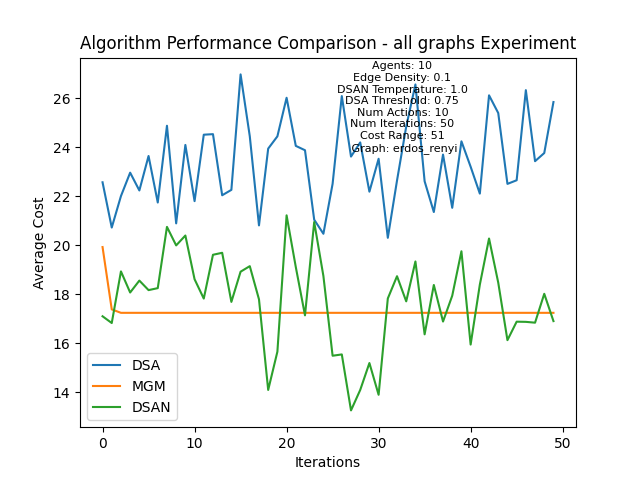 Algorithm Performance Comparison - all graphs Experiment
Agents: 10
Edge Density: 0.1
DSAN Temperature: 1.0
DSA Threshold: 0.75
Num Actions: 10
Num Iterations: 50
Cost Range: 51
Graph: erdos_renyi
Average Cost
26
24
22
20
18
16
14
DSA
MGM
DSAN
0
10
20
30
40
50
Iterations